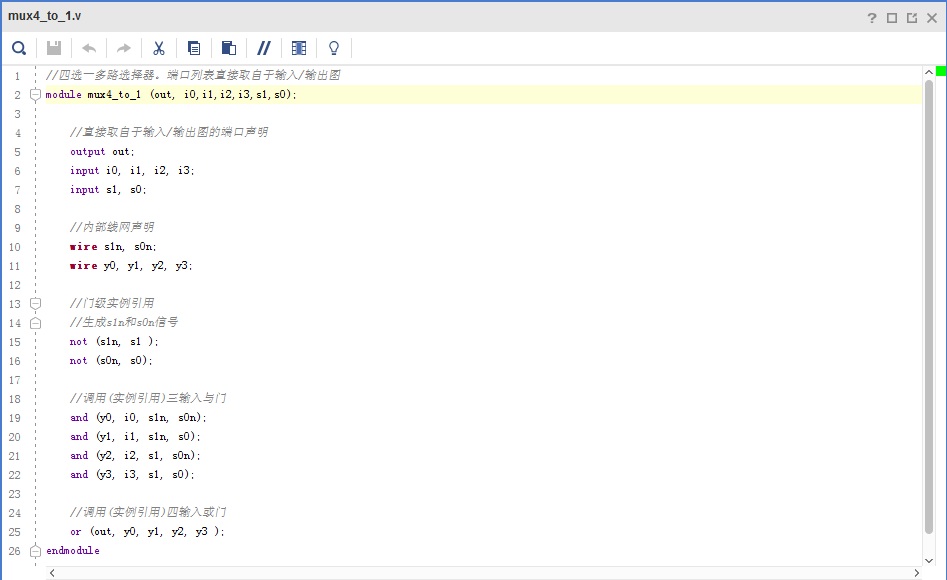 mux4_to_1.v
1 //四选一多路选择器。端口列表直接取自于输入/输出图
2 module mux4_to_1 (out, i0,i1,i2,i3,s1,s0);
3
4 //直接取自于输入/输出图的端口声明
5 output out;
6 input i0, i1, i2, i3;
7 input s1, s0;
8
9 //内部线网声明
10 wire s1n, s0n;
11 wire y0, y1, y2, y3;
12
13 //门级实例引用
14 //生成s1n和s0n信号
15 not (s1n, s1 );
16 not (s0n, s0);
17
18 //调用(实例引用)三输入与门
19 and (y0, i0, s1n, s0n);
20 and (y1, i1, s1n, s0);
21 and (y2, i2, s1, s0n);
22 and (y3, i3, s1, s0);
23
24 //调用(实例引用)四输入或门
25 or (out, y0, y1, y2, y3 );
26 endmodule